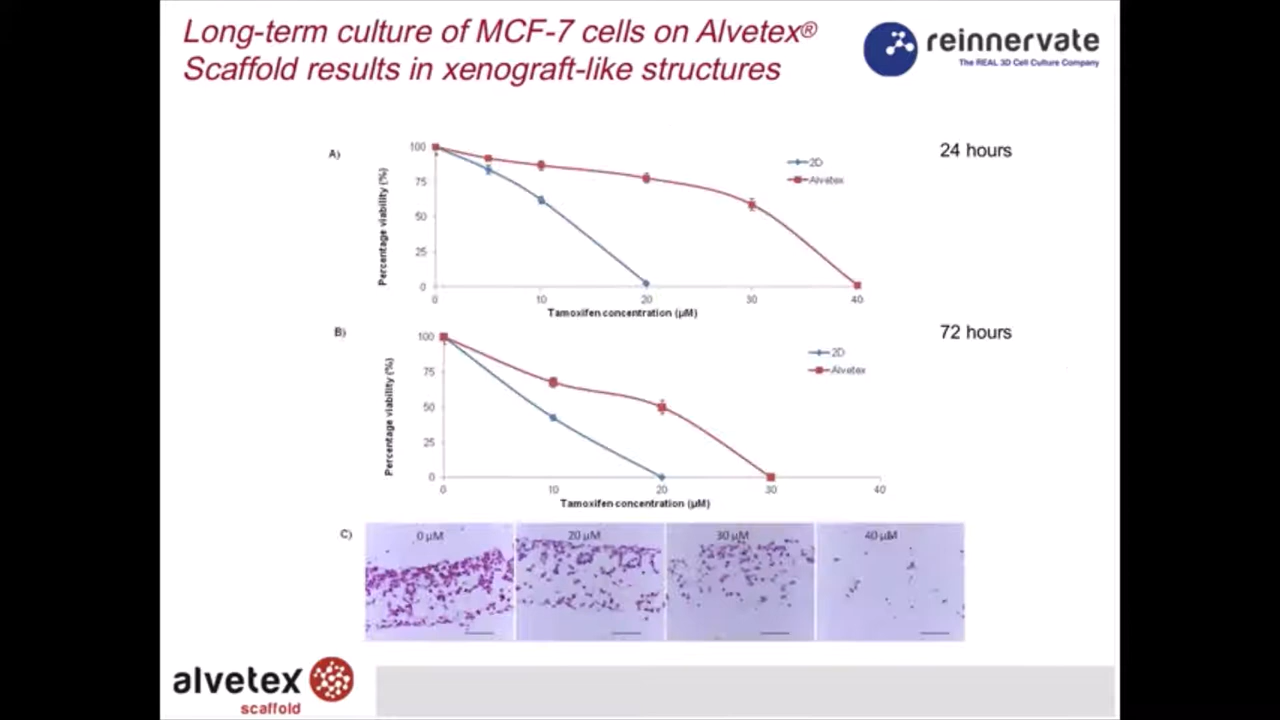 Long-term culture of MCF-7 cells on Alvetex®
Scaffold results in xenograft-like structures
reinnervate
The REAL 3D Cell Culture Company
A)
24 hours
Percentage viability (%)
100
75
50
25
0
0 10 20 30 40
Tamoxifen concentration (µM)
2D
Alvetex
B)
72 hours
Percentage viability (%)
100
75
50
25
0
0 10 20 30 40
Tamoxifen concentration (µM)
2D
Alvetex
C)
0 µM 20 µM 30 µM 40 µM
alvetex
scaffold